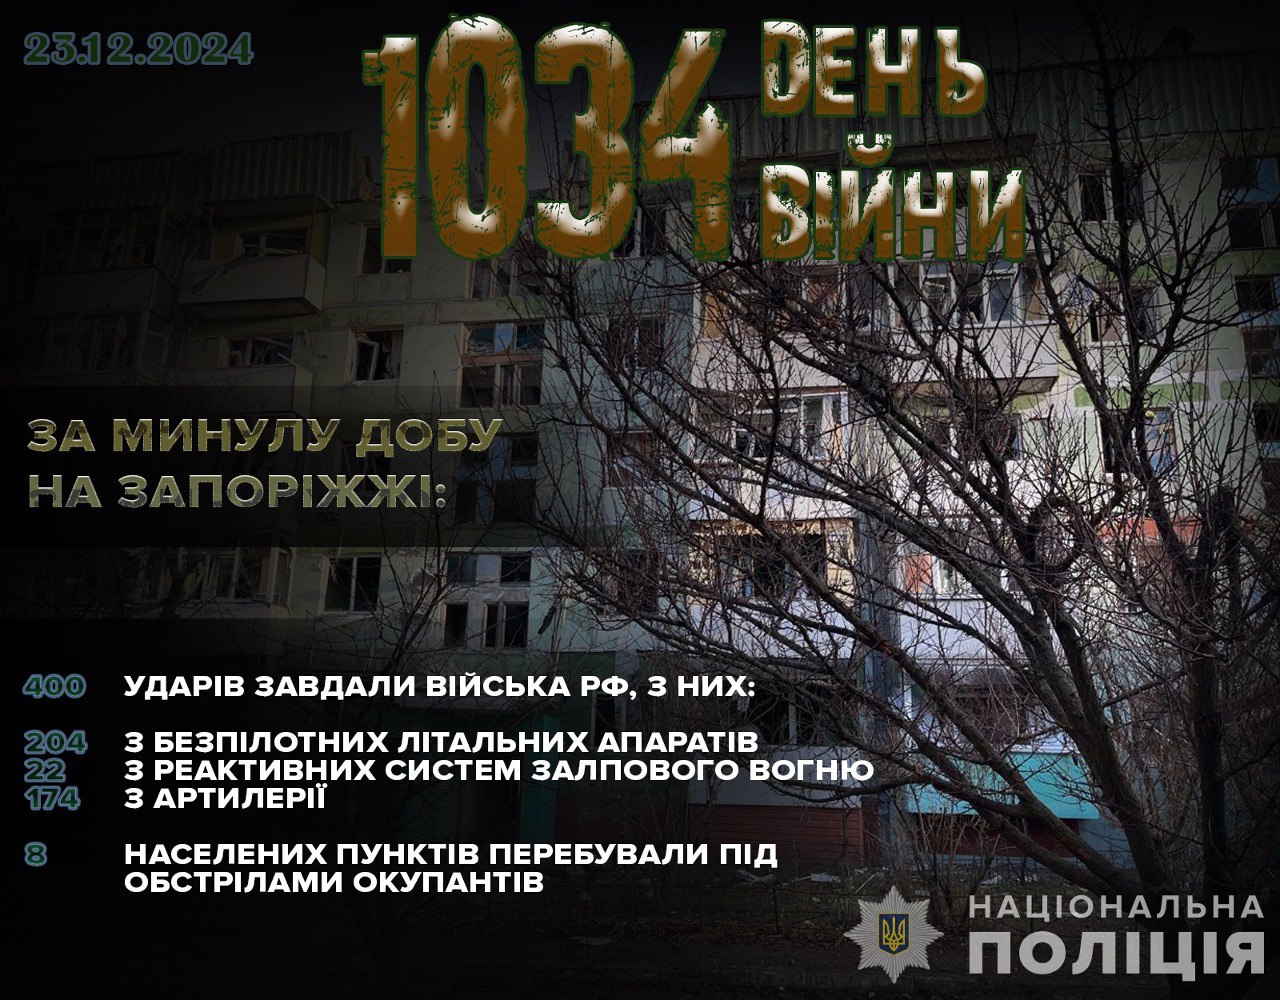 23.12.2024
1034 ДЕНЬ
ВІЙНИ
ЗА МИНУЛУ ДОБУ
НА ЗАПОРІЖЖІ:
400 УДАРІВ ЗАВДАЛИ ВІЙСЬКА РФ, З НИХ:
204 З БЕЗПІЛОТНИХ ЛІТАЛЬНИХ АПАРАТІВ
22 З РЕАКТИВНИХ СИСТЕМ ЗАЛПОВОГО ВОГНЮ
174 З АРТИЛЕРІЇ
8 НАСЕЛЕНИХ ПУНКТІВ ПЕРЕБУВАЛИ ПІД
ОБСТРІЛАМИ ОКУПАНТІВ
НАЦІОНАЛЬНА
ПОЛІЦІЯ